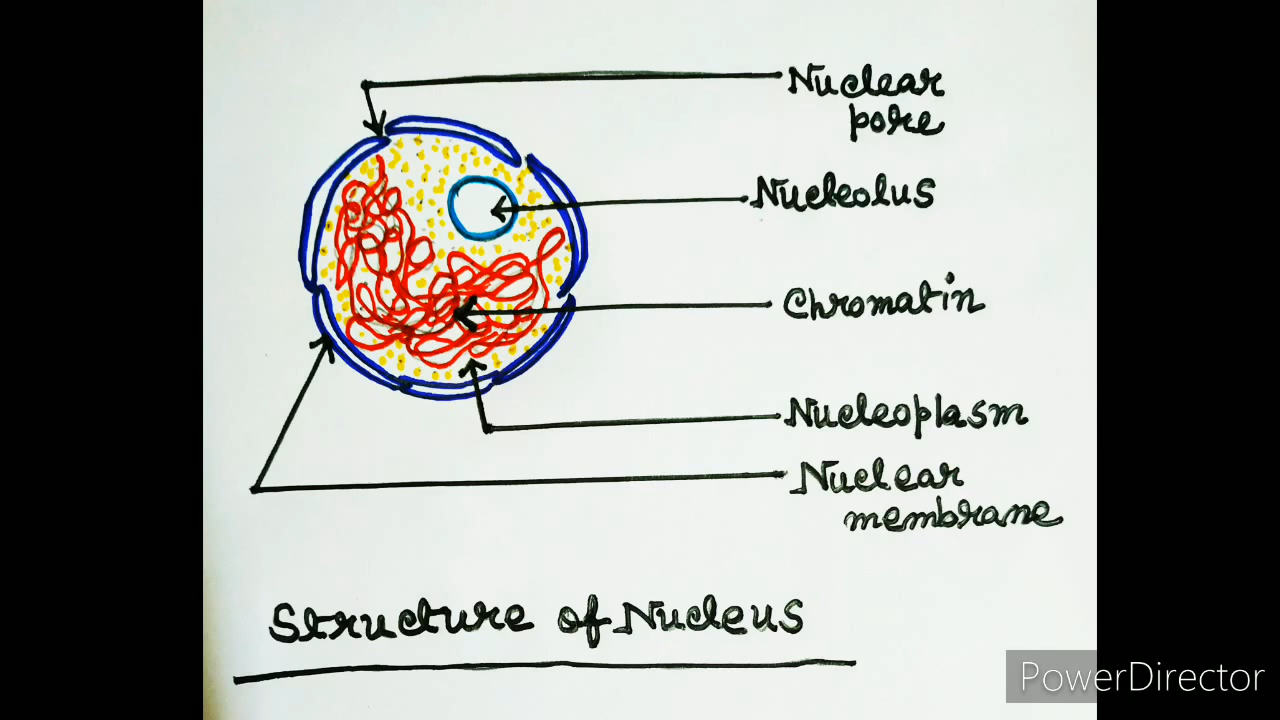 Nuclear
pore
Nucleolus
Chromatin
Nucleoplasm
Nuclear
membrane
Structure of Nucleus
PowerDirector